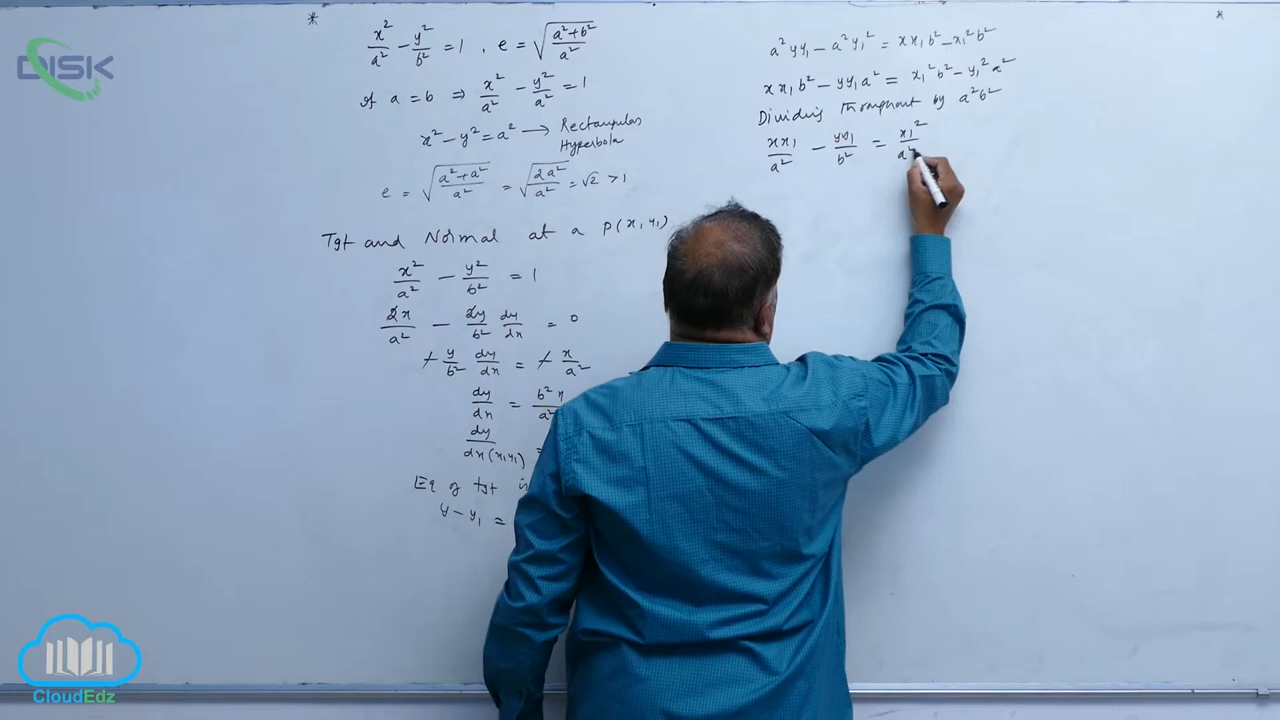 DISK
*
x²/a² − y²/b² = 1 , e = √(a²+b²/a²)
if a = b ⇒ x²/a² − y²/a² = 1
x² − y² = a² → Rectangular
Hyperbola
e = √(a²+a²/a²) = √(2a²/a²) = √2 > 1
Tgt and Normal at a P(x₁ y₁)
x²/a² − y²/b² = 1
2x/a² − 2y/b² dy/dx = 0
− y/b² dy/dx = − x/a²
dy/dx = b²x/a²
dy/dx (x₁,y₁) =
Eq of tgt is
y − y₁ =
*
a²yy₁ − a²y₁² = xx₁b² − x₁²b²
xx₁b² − yy₁a² = x₁²b² − y₁²a²
Dividing throughout by a²b²
xx₁/a² − yy₁/b² = x₁²/a²
CloudEdz